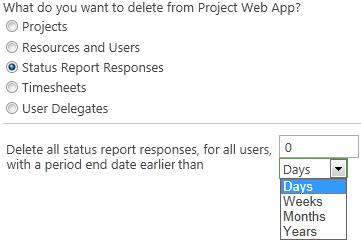 What do you want to delete from Project Web App?
Projects
Resources and Users
Status Report Responses
Timesheets
User Delegates
Delete all status report responses, for all users,
with a period end date earlier than
0
Days
Days
Weeks
Months
Years